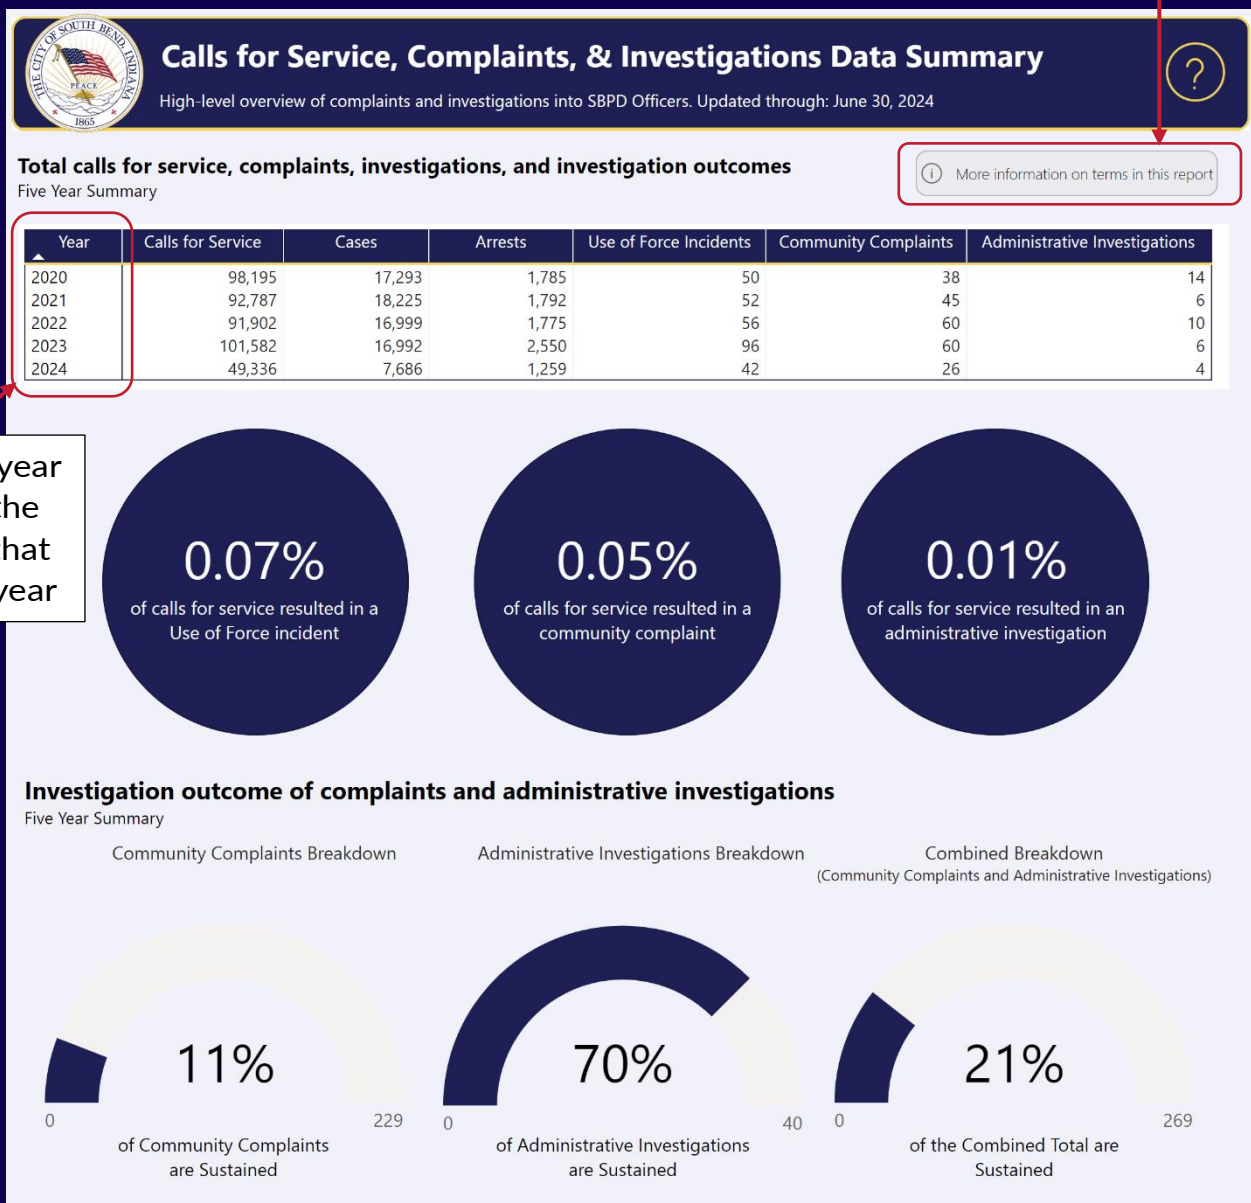 THE CITY OF SOUTH BEND, INDIANA
PEACE
1865
Calls for Service, Complaints, & Investigations Data Summary
High-level overview of complaints and investigations into SBPD Officers. Updated through: June 30, 2024
?
Total calls for service, complaints, investigations, and investigation outcomes
Five Year Summary
i More information on terms in this report
Year Calls for Service Cases Arrests Use of Force Incidents Community Complaints Administrative Investigations
2020 98,195 17,293 1,785 50 38 14
2021 92,787 18,225 1,792 52 45 6
2022 91,902 16,999 1,775 56 60 10
2023 101,582 16,992 2,550 96 60 6
2024 49,336 7,686 1,259 42 26 4
year
the
that
year
0.07%
of calls for service resulted in a
Use of Force incident
0.05%
of calls for service resulted in a
community complaint
0.01%
of calls for service resulted in an
administrative investigation
Investigation outcome of complaints and administrative investigations
Five Year Summary
Community Complaints Breakdown
11%
0 229
of Community Complaints
are Sustained
Administrative Investigations Breakdown
70%
0 40
of Administrative Investigations
are Sustained
Combined Breakdown
(Community Complaints and Administrative Investigations)
21%
0 269
of the Combined Total are
Sustained